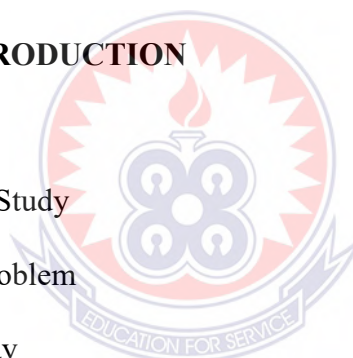 RODUCTION
Study
oblem
y
EDUCATION FOR SERVICE